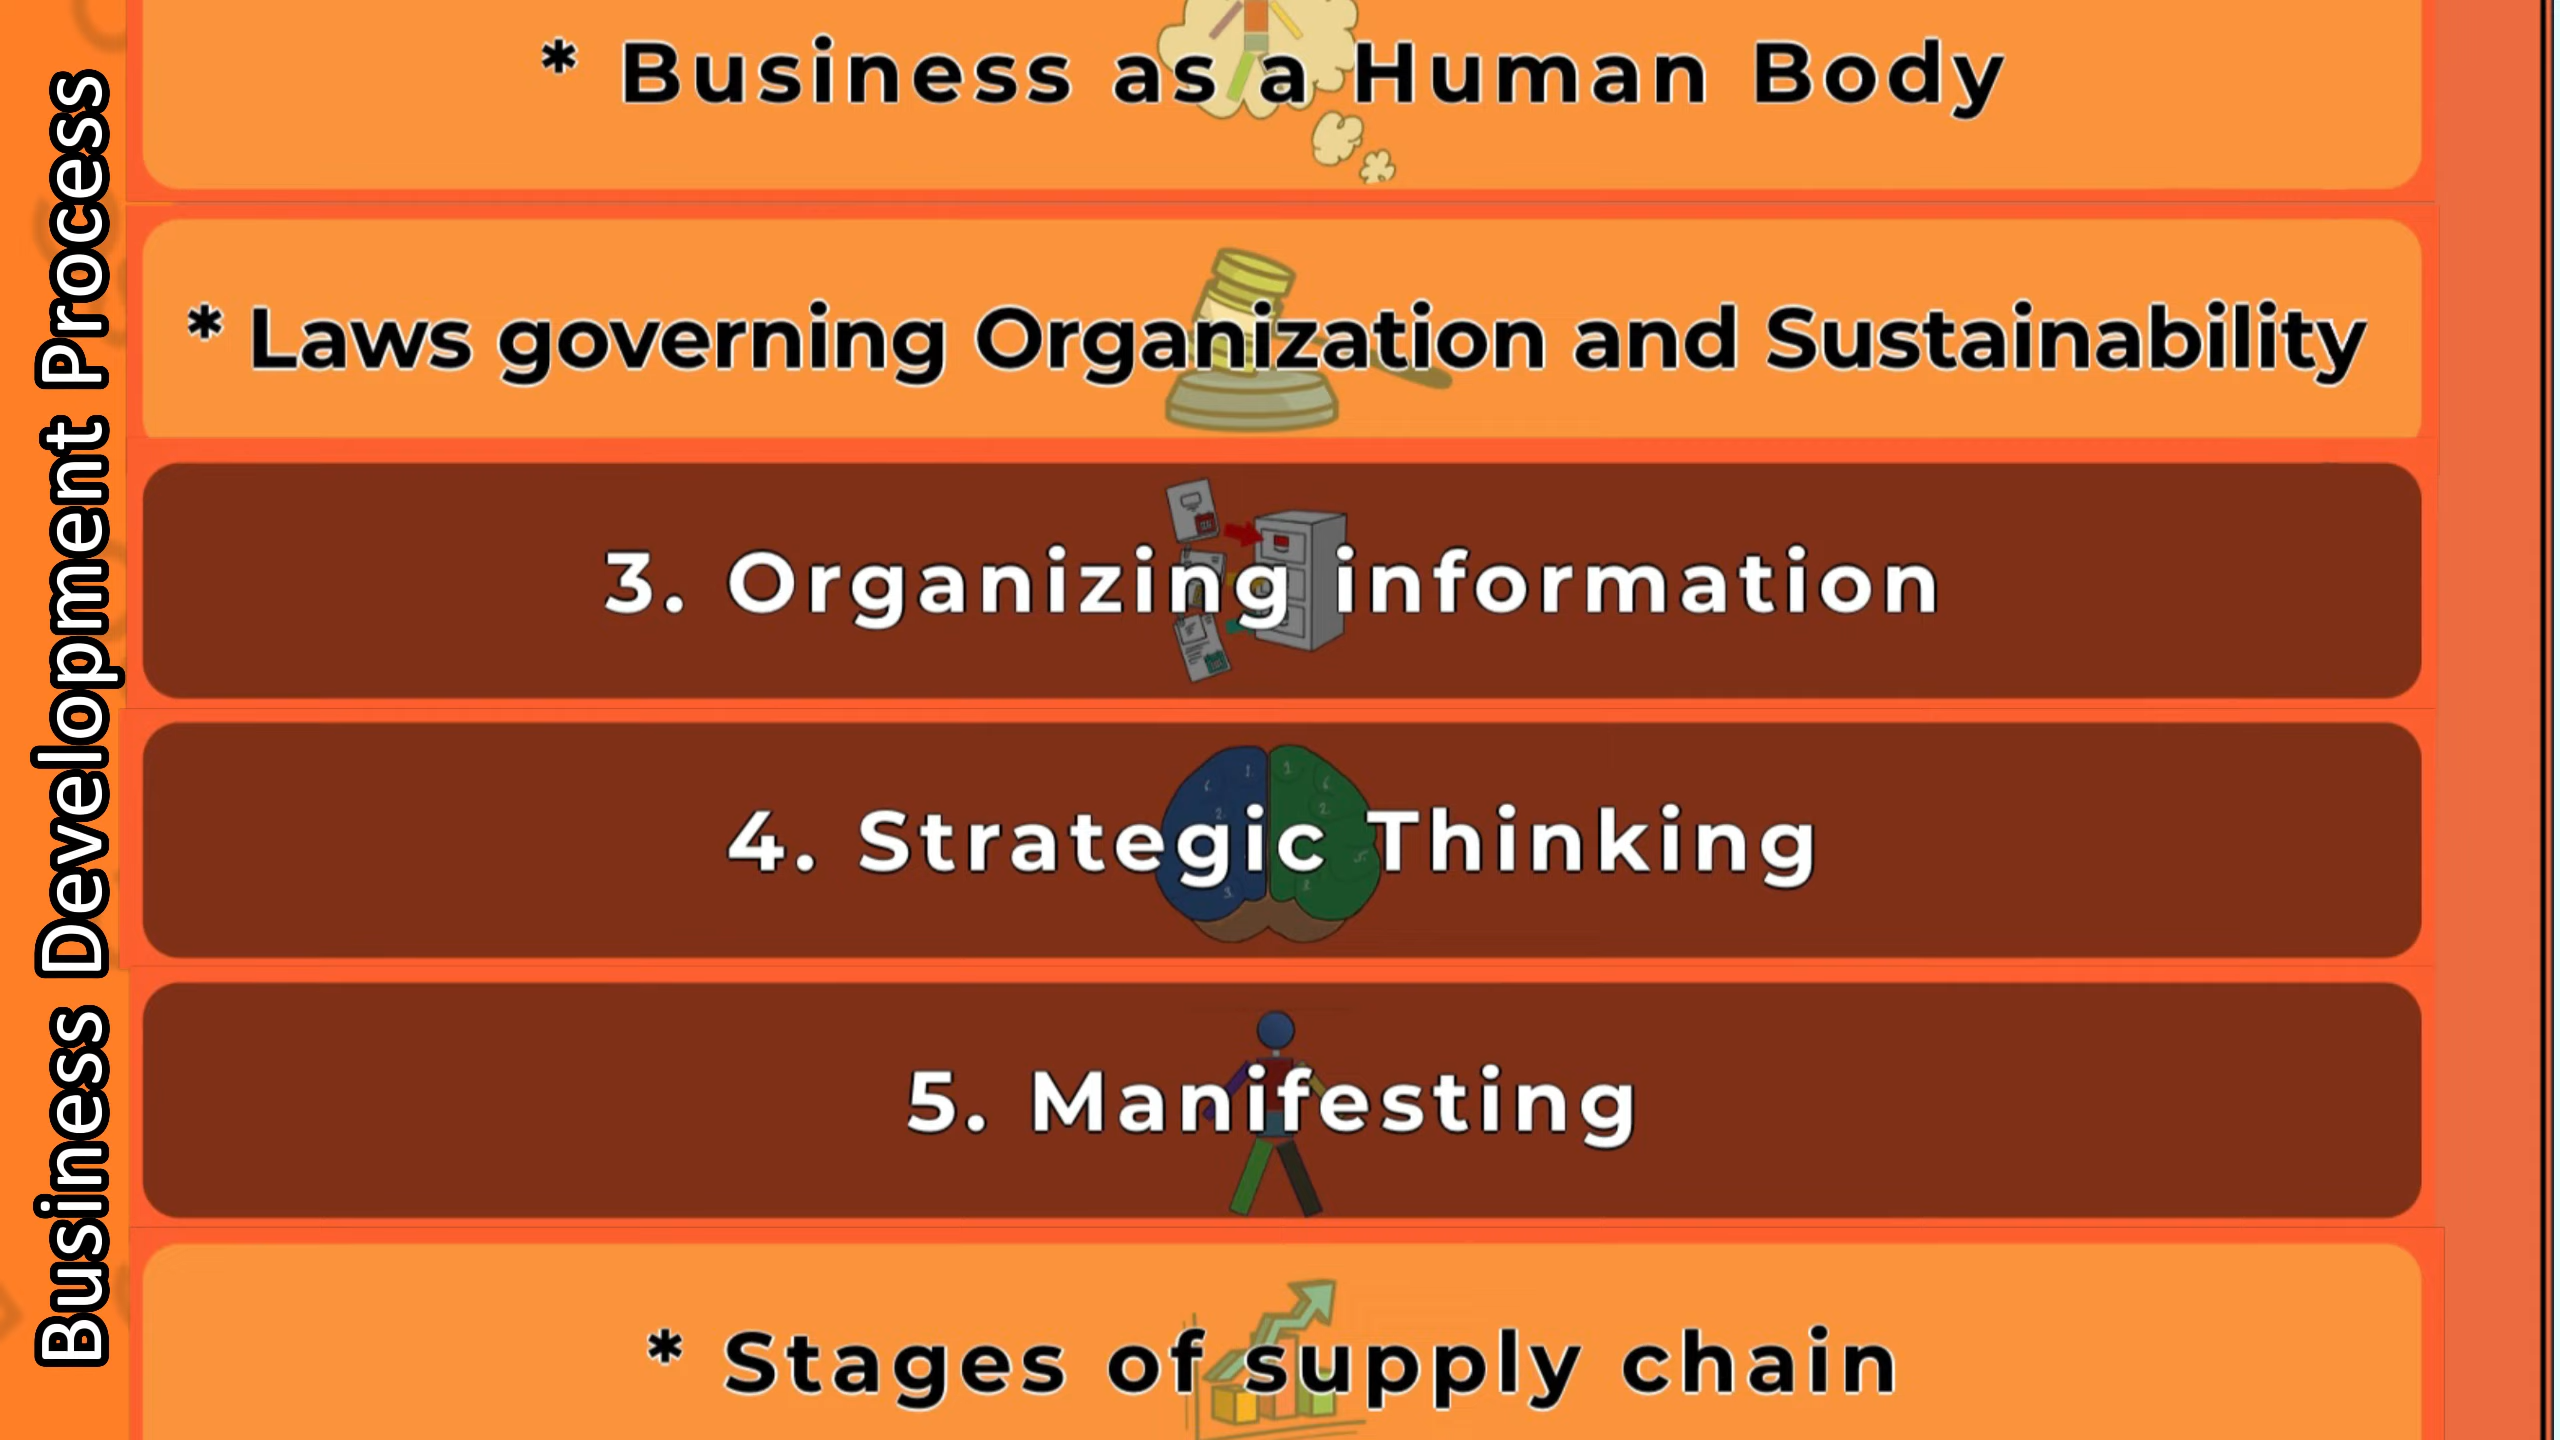 Business Development Process
* Business as a Human Body
* Laws governing Organization and Sustainability
3. Organizing information
4. Strategic Thinking
5. Manifesting
* Stages of supply chain